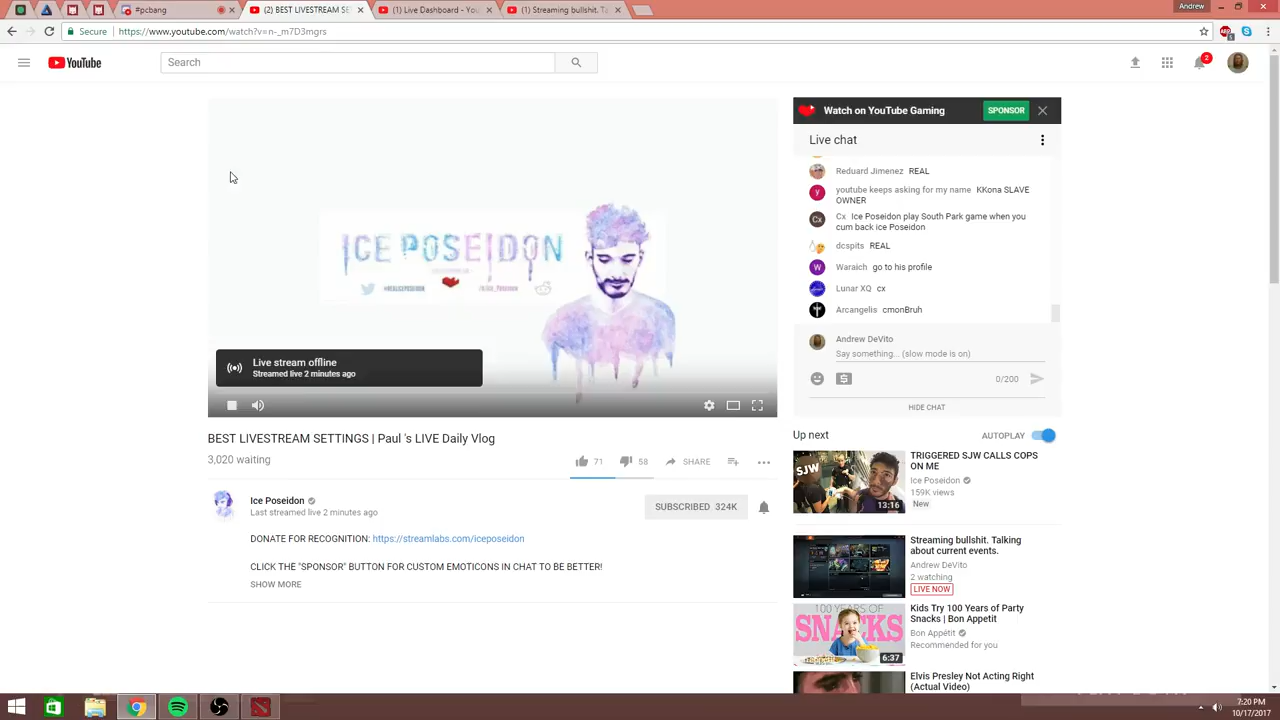 Andrew
#pcbang
(2) BEST LIVESTREAM SE
(1) Live Dashboard - You
(1) Streaming bullshit. T
Secure
https://www.youtube.com/watch?v=n-_m7D3mgrs
YouTube
Search
2
Watch on YouTube Gaming
SPONSOR
Live chat
Reduard Jimenez REAL
youtube keeps asking for my name KKona SLAVE
OWNER
Cx Ice Poseidon play South Park game when you
cum back ice Poseidon
dcspits REAL
Waraich go to his profile
Lunar XQ cx
Arcangelis cmonBruh
Andrew DeVito
Say something... (slow mode is on)
0/200
HIDE CHAT
ICE POSEIDON
Live stream offline
Streamed live 2 minutes ago
BEST LIVESTREAM SETTINGS | Paul 's LIVE Daily Vlog
3,020 waiting
71
58
SHARE
Ice Poseidon
Last streamed live 2 minutes ago
SUBSCRIBED 324K
DONATE FOR RECOGNITION: https://streamlabs.com/iceposeidon
CLICK THE "SPONSOR" BUTTON FOR CUSTOM EMOTICONS IN CHAT TO BE BETTER!
SHOW MORE
Up next
AUTOPLAY
SJW
13:16
TRIGGERED SJW CALLS COPS
ON ME
Ice Poseidon
159K views
New
Streaming bullshit. Talking
about current events.
Andrew DeVito
2 watching
LIVE NOW
100 YEARS OF
SNACKS
6:37
Kids Try 100 Years of Party
Snacks | Bon Appetit
Bon Appétit
Recommended for you
Elvis Presley Not Acting Right
(Actual Video)
7:20 PM
10/17/2017